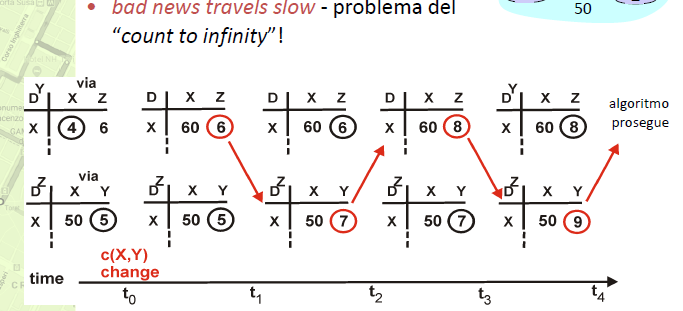 bad news travels slow - problema del
"count to infinity"!
50
via
Y
D X Z
X 4 6
D X Z
X 60 6
D X Z
X 60 6
D X Z
X 60 8
Y
D X Z
X 60 8
algoritmo
prosegue
via
Z
D X Y
X 50 5
Z
D X Y
X 50 5
Z
D X Y
X 50 7
Z
D X Y
X 50 7
Z
D X Y
X 50 9
c(X,Y)
change
time
t0 t1 t2 t3 t4